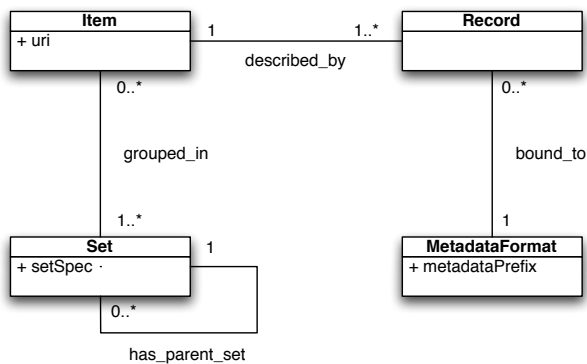 Item
+ uri
1
1..*
described_by
Record
0..*
0..*
grouped_in
bound_to
1..*
1
Set
+ setSpec
1
MetadataFormat
+ metadataPrefix
0..*
has_parent_set